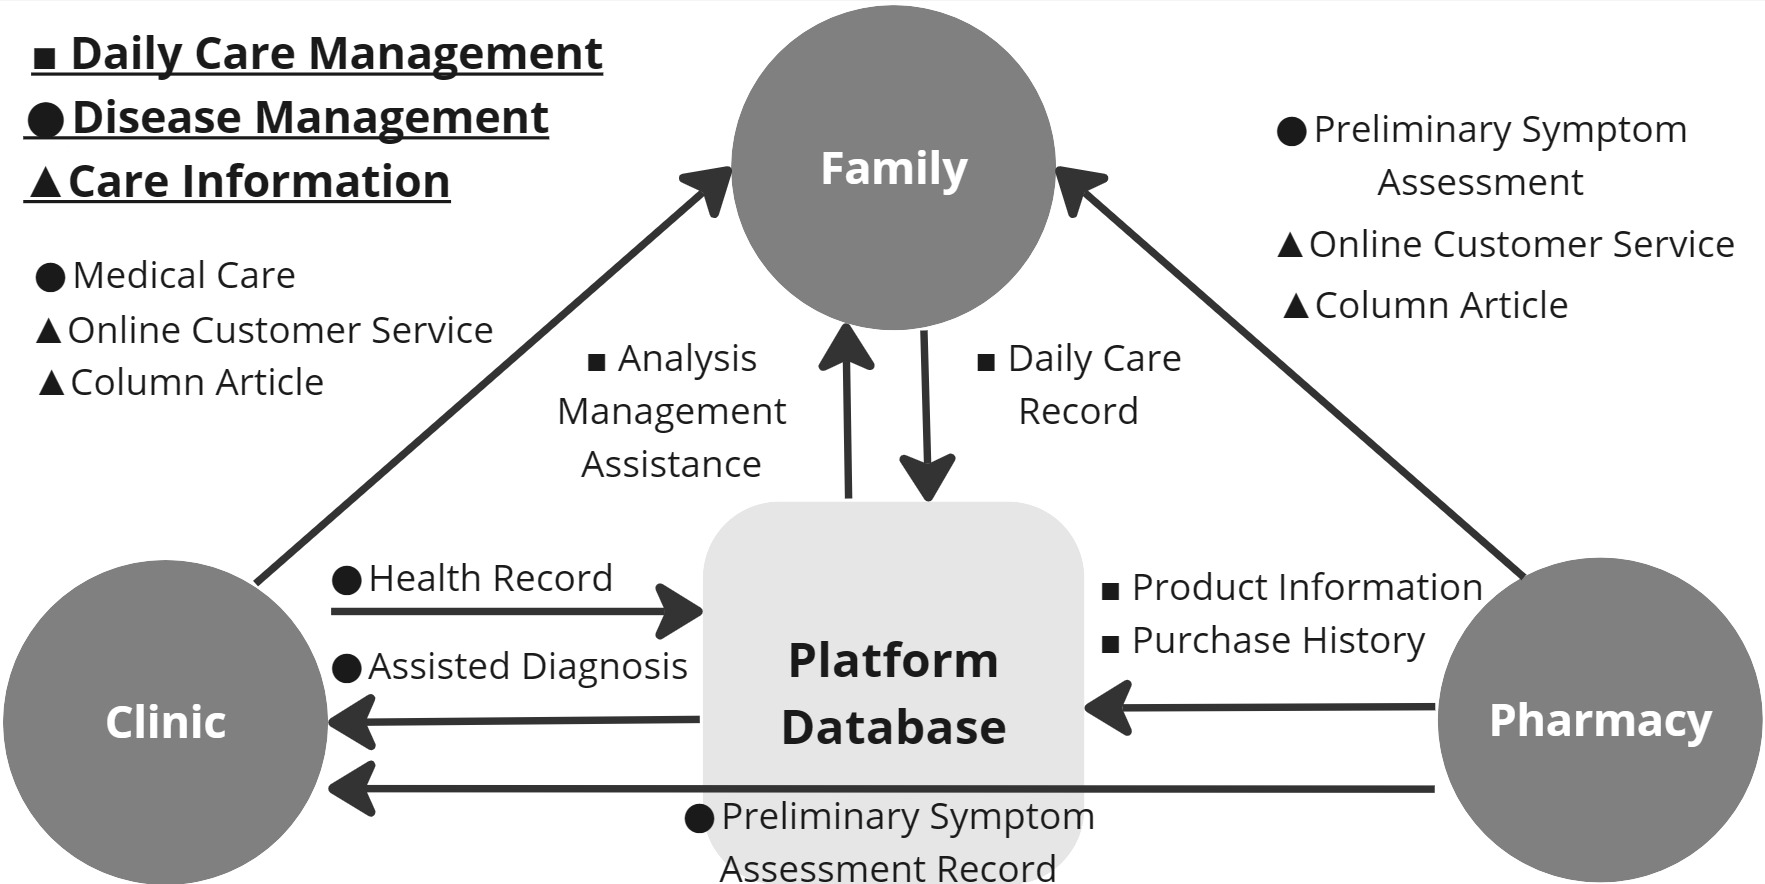 ▪ Daily Care Management
● Disease Management
▲ Care Information
● Medical Care
▲ Online Customer Service
▲ Column Article
Family
● Preliminary Symptom
Assessment
▲ Online Customer Service
▲ Column Article
▪ Analysis
Management
Assistance
▪ Daily Care
Record
● Health Record
● Assisted Diagnosis
Clinic
Platform
Database
▪ Product Information
▪ Purchase History
Pharmacy
● Preliminary Symptom
Assessment Record